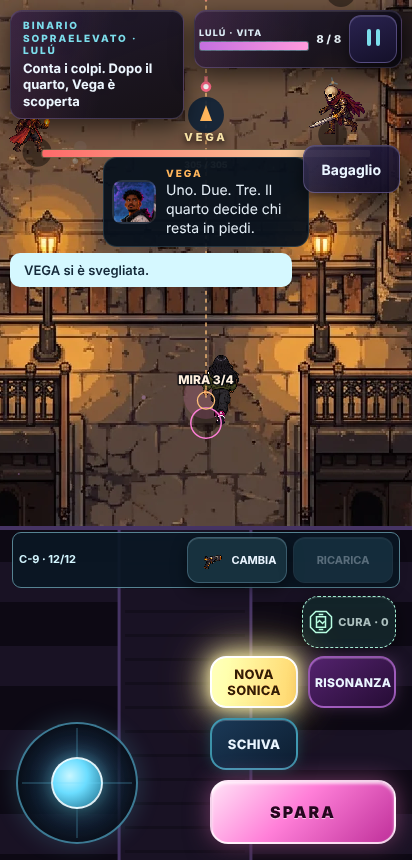 BINARIO
SOPRAELEVATO ·
LULÚ
Conta i colpi. Dopo il
quarto, Vega è
scoperta
LULÚ · VITA
8 / 8
VEGA
Bagaglio
VEGA
Uno. Due. Tre. Il
quarto decide chi
resta in piedi.
VEGA si è svegliata.
MIRA 3/4
C-9 · 12/12
CAMBIA
RICARICA
CURA · 0
NOVA
SONICA
RISONANZA
SCHIVA
SPARA